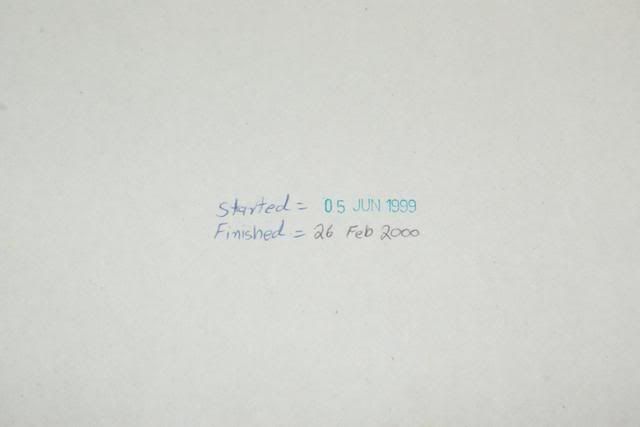 Started = 05 JUN 1999
Finished = 26 Feb 2000